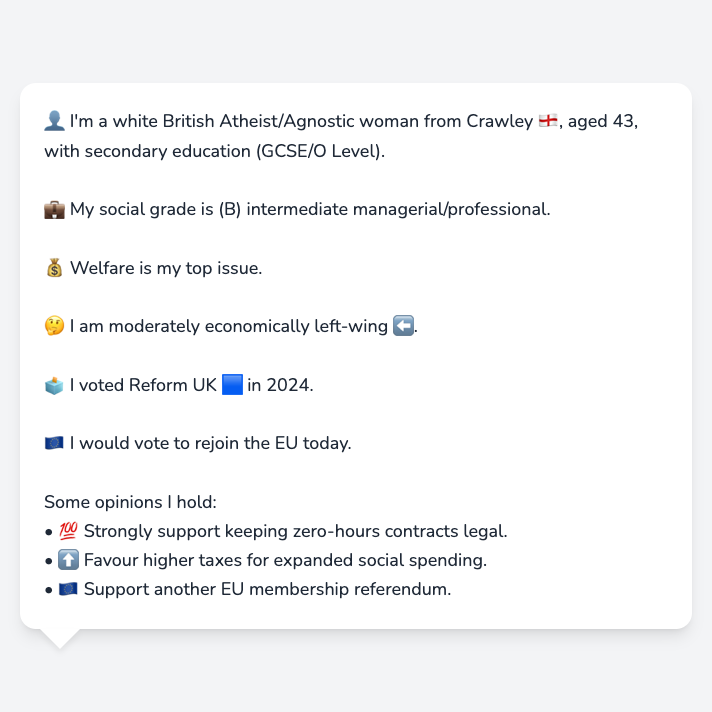 👤 I'm a white British Atheist/Agnostic woman from Crawley 🏴󠁧󠁢󠁥󠁮󠁧󠁿, aged 43,
with secondary education (GCSE/O Level).
💼 My social grade is (B) intermediate managerial/professional.
💰 Welfare is my top issue.
🤔 I am moderately economically left-wing ⬅️.
🗳️ I voted Reform UK 🟦 in 2024.
🇪🇺 I would vote to rejoin the EU today.
Some opinions I hold:
• 💯 Strongly support keeping zero-hours contracts legal.
• ⬆️ Favour higher taxes for expanded social spending.
• 🇪🇺 Support another EU membership referendum.